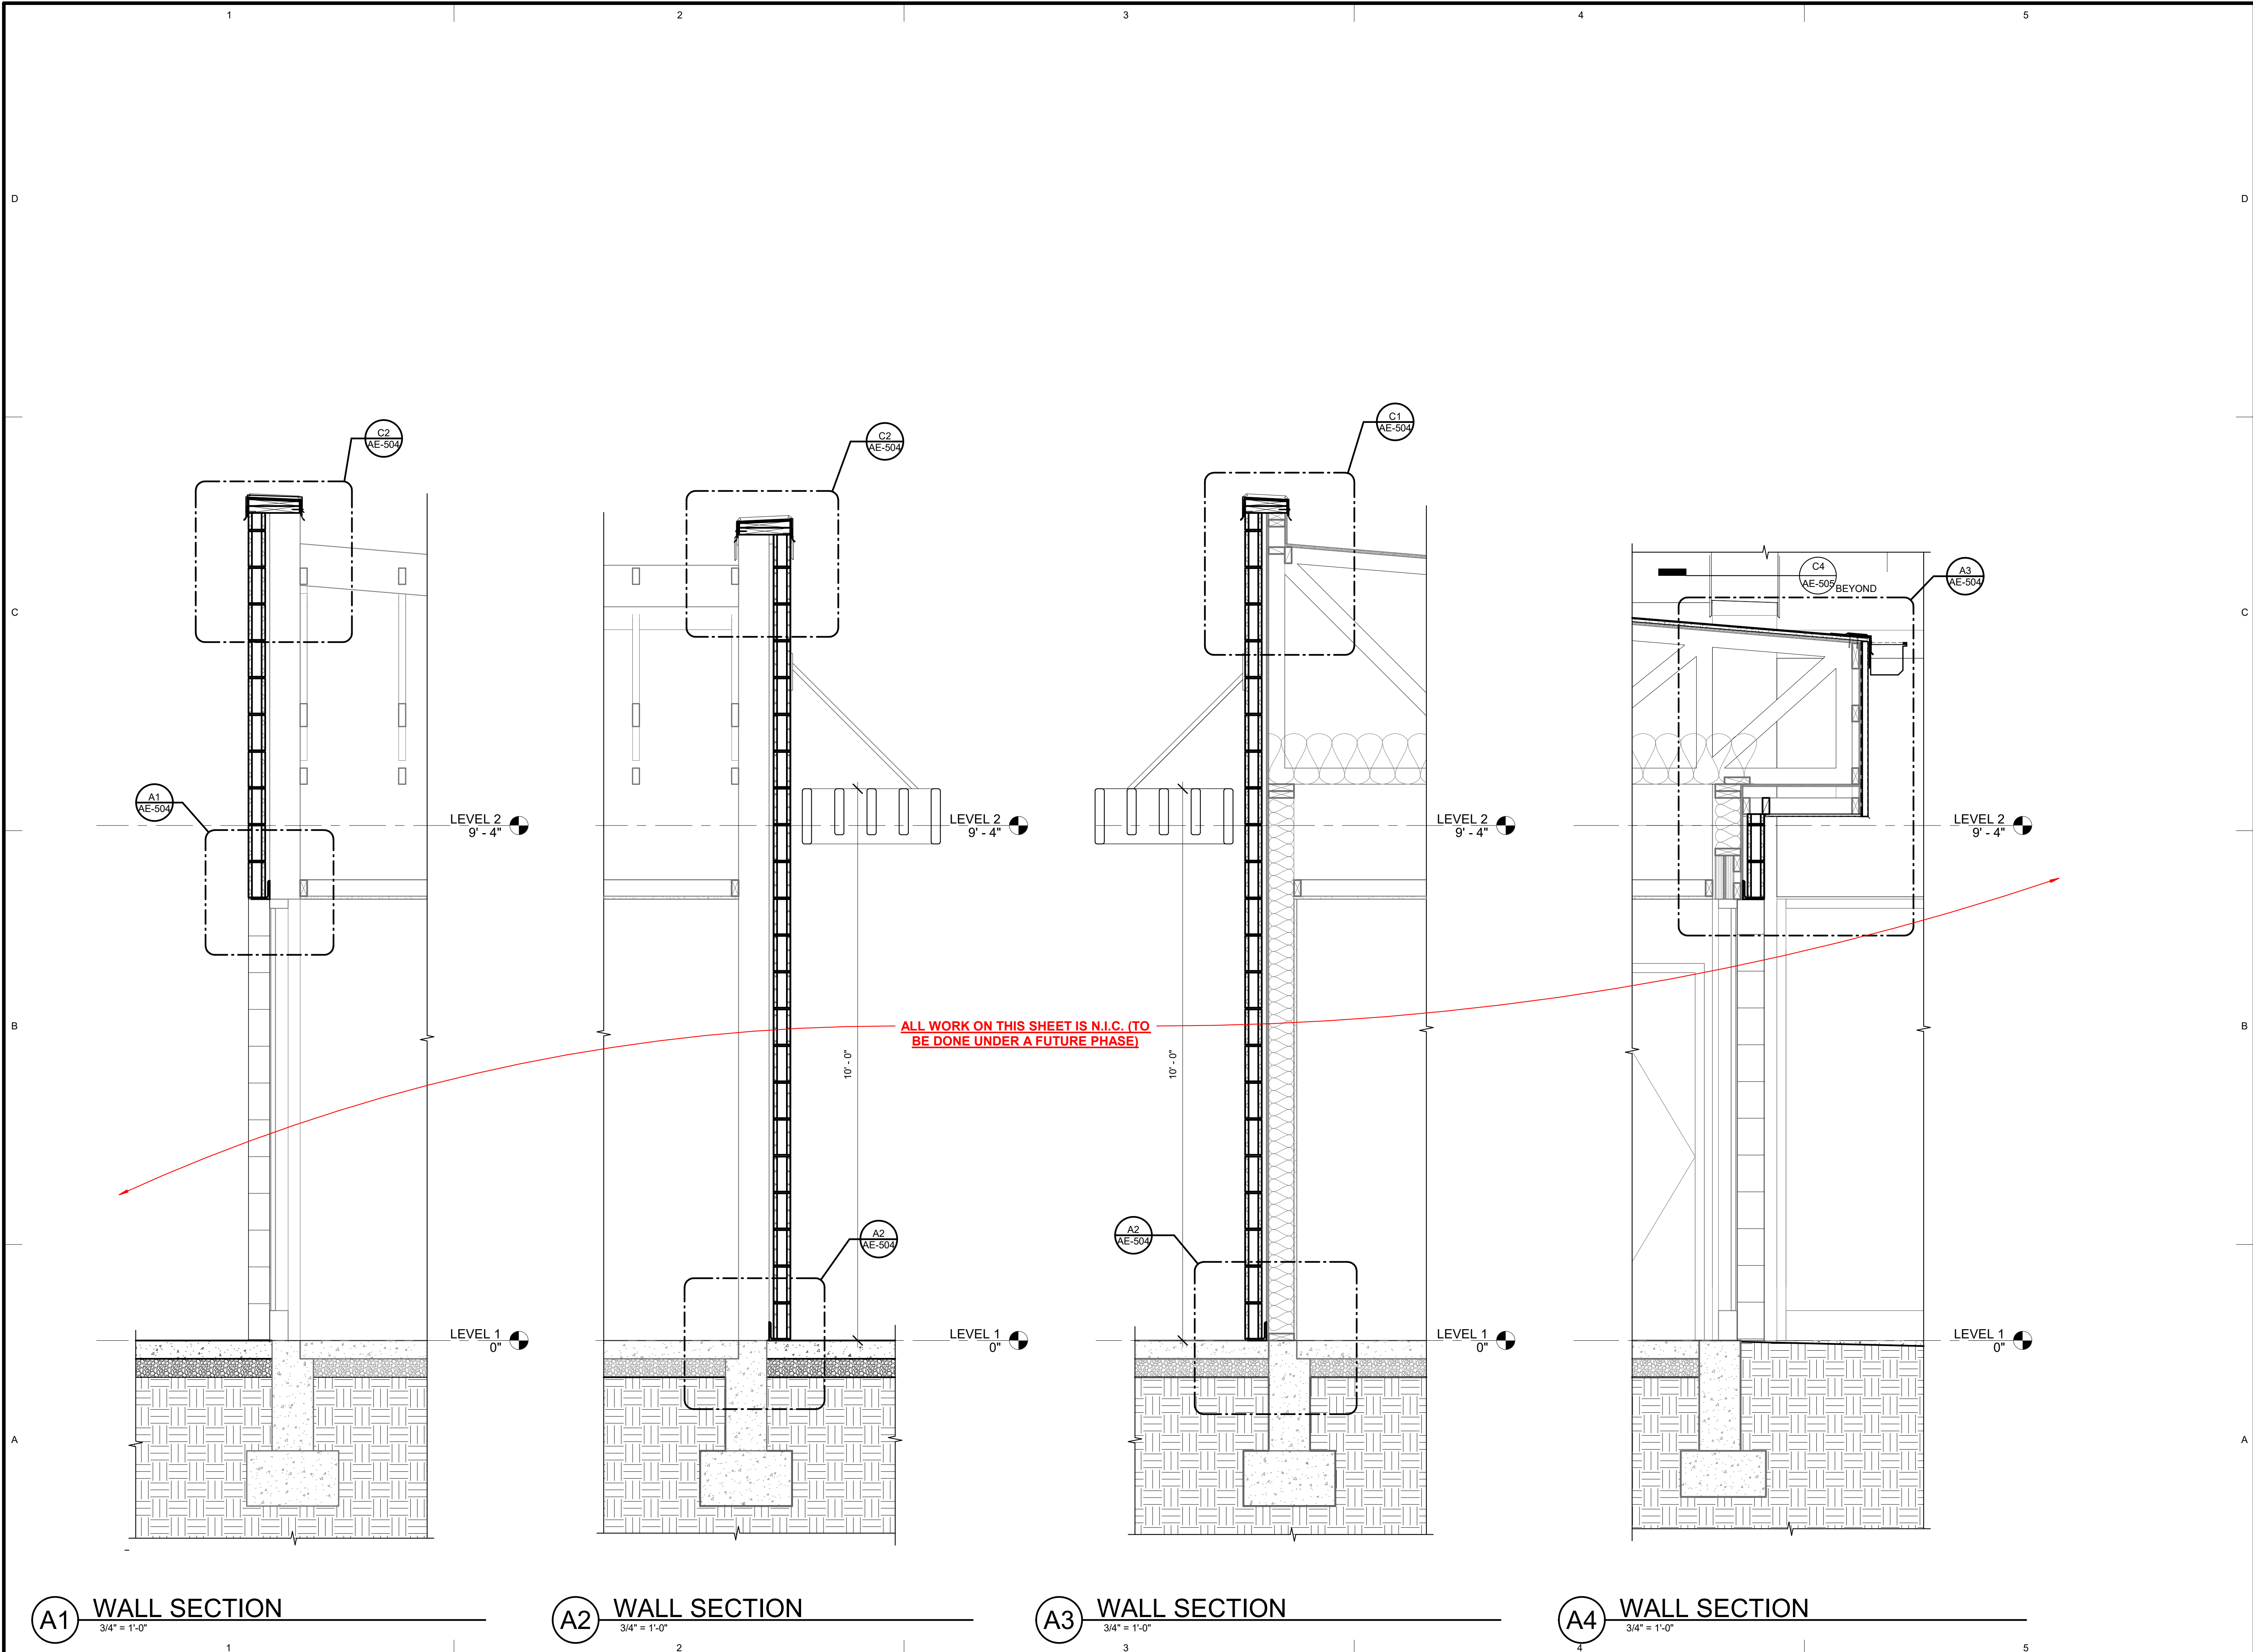 1
2
3
4
5
D
D
C2
AE-504
C2
AE-504
C1
AE-504
C4
AE-505
BEYOND
A3
AE-504
C
C
A1
AE-504
LEVEL 2
9' - 4"
LEVEL 2
9' - 4"
LEVEL 2
9' - 4"
LEVEL 2
9' - 4"
B
B
ALL WORK ON THIS SHEET IS N.I.C. (TO
BE DONE UNDER A FUTURE PHASE)
10' - 0"
10' - 0"
A2
AE-504
A2
AE-504
LEVEL 1
0"
LEVEL 1
0"
LEVEL 1
0"
LEVEL 1
0"
A
A
A1
WALL SECTION
3/4" = 1'-0"
A2
WALL SECTION
3/4" = 1'-0"
A3
WALL SECTION
3/4" = 1'-0"
A4
WALL SECTION
3/4" = 1'-0"
1
2
3
4
5